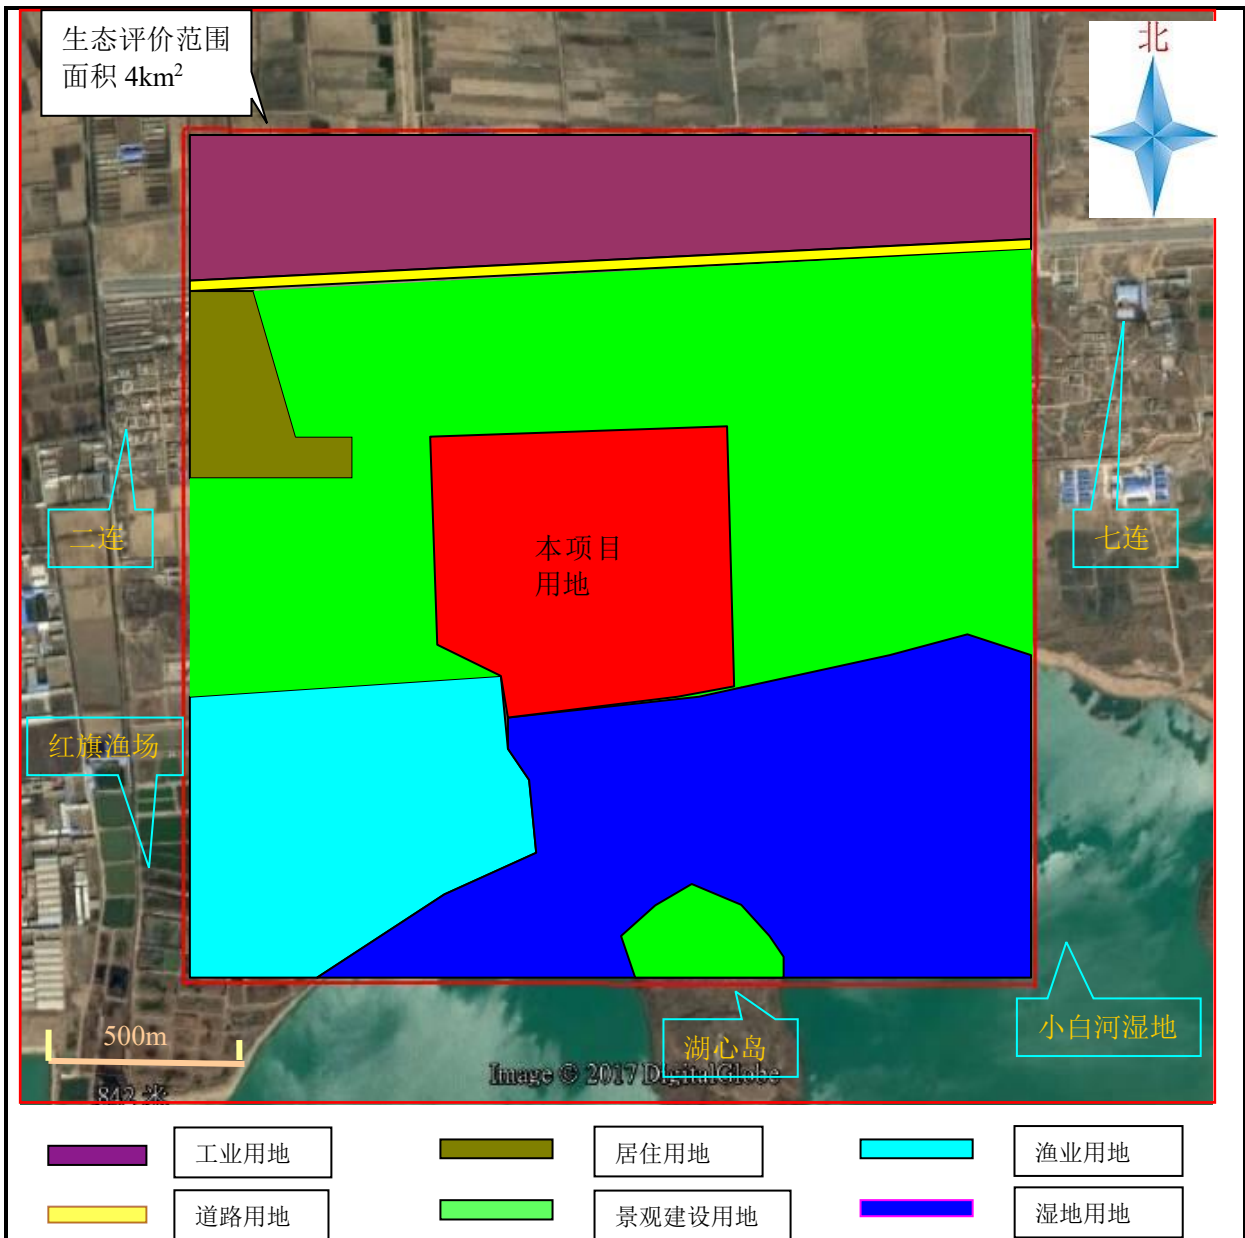 生态评价范围
面积 4km²
北
本项目
用地
二连
七连
红旗渔场
500m
湖心岛
小白河湿地
Image © 2017 DigitalGlobe
842 米
工业用地
居住用地
渔业用地
道路用地
景观建设用地
湿地用地